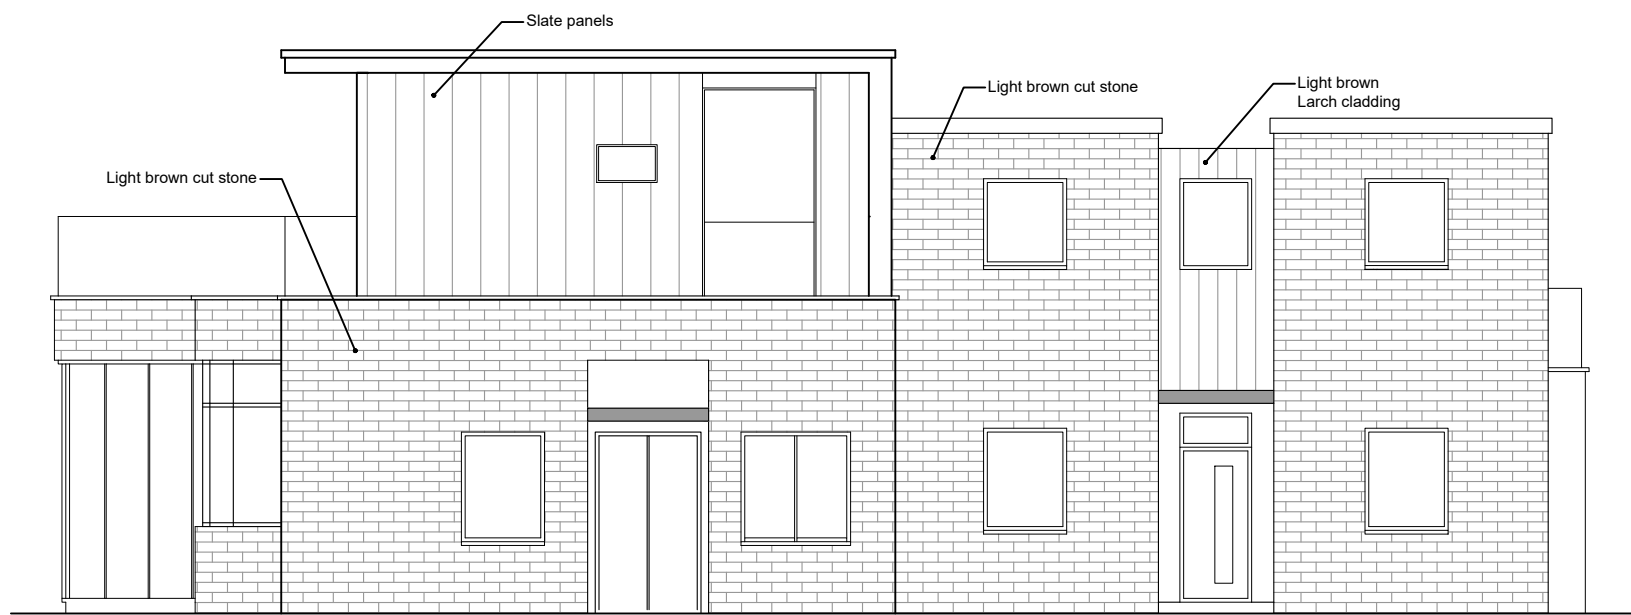 Slate panels
Light brown cut stone
Light brown
Larch cladding
Light brown cut stone